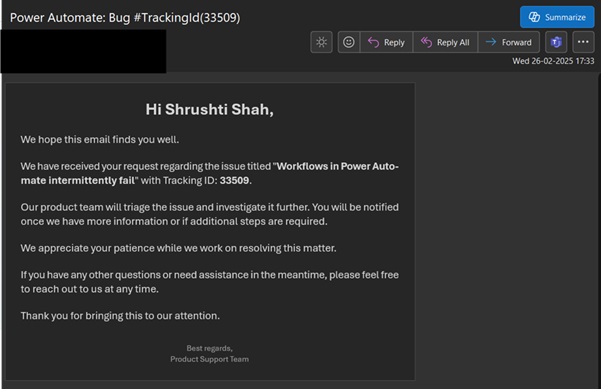 Power Automate: Bug #TrackingId(33509)
Summarize
Reply
Reply All
Forward
Wed 26-02-2025 17:33
Hi Shrushti Shah,
We hope this email finds you well.
We have received your request regarding the issue titled "Workflows in Power Auto-
mate intermittently fail" with Tracking ID: 33509.
Our product team will triage the issue and investigate it further. You will be notified
once we have more information or if additional steps are required.
We appreciate your patience while we work on resolving this matter.
If you have any other questions or need assistance in the meantime, please feel free
to reach out to us at any time.
Thank you for bringing this to our attention.
Best regards,
Product Support Team